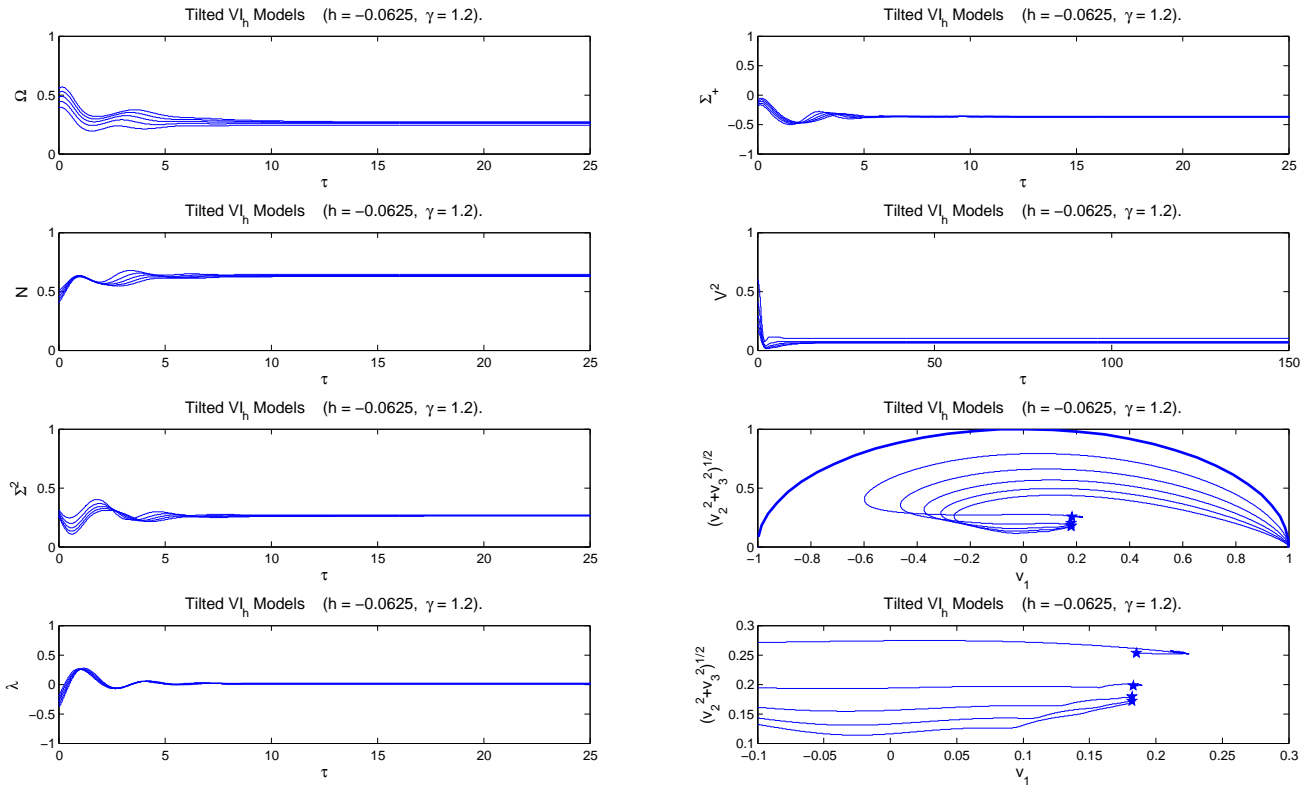 Tilted VI_h Models (h = −0.0625, γ = 1.2).
1
0.5
0
Ω
0 5 10 15 20 25
τ
Tilted VI_h Models (h = −0.0625, γ = 1.2).
1
0.5
0
−0.5
−1
Σ_+
0 5 10 15 20 25
τ
Tilted VI_h Models (h = −0.0625, γ = 1.2).
1
0.5
0
N
0 5 10 15 20 25
τ
Tilted VI_h Models (h = −0.0625, γ = 1.2).
1
0.5
0
V^2
0 50 100 150
τ
Tilted VI_h Models (h = −0.0625, γ = 1.2).
1
0.5
0
Σ^2
0 5 10 15 20 25
τ
Tilted VI_h Models (h = −0.0625, γ = 1.2).
1
0.5
0
(v_2^2+v_3^2)^{1/2}
−1 −0.8 −0.6 −0.4 −0.2 0 0.2 0.4 0.6 0.8 1
v_1
Tilted VI_h Models (h = −0.0625, γ = 1.2).
1
0.5
0
−0.5
−1
λ
0 5 10 15 20 25
τ
Tilted VI_h Models (h = −0.0625, γ = 1.2).
0.3
0.25
0.2
0.15
0.1
(v_2^2+v_3^2)^{1/2}
−0.1 −0.05 0 0.05 0.1 0.15 0.2 0.25 0.3
v_1